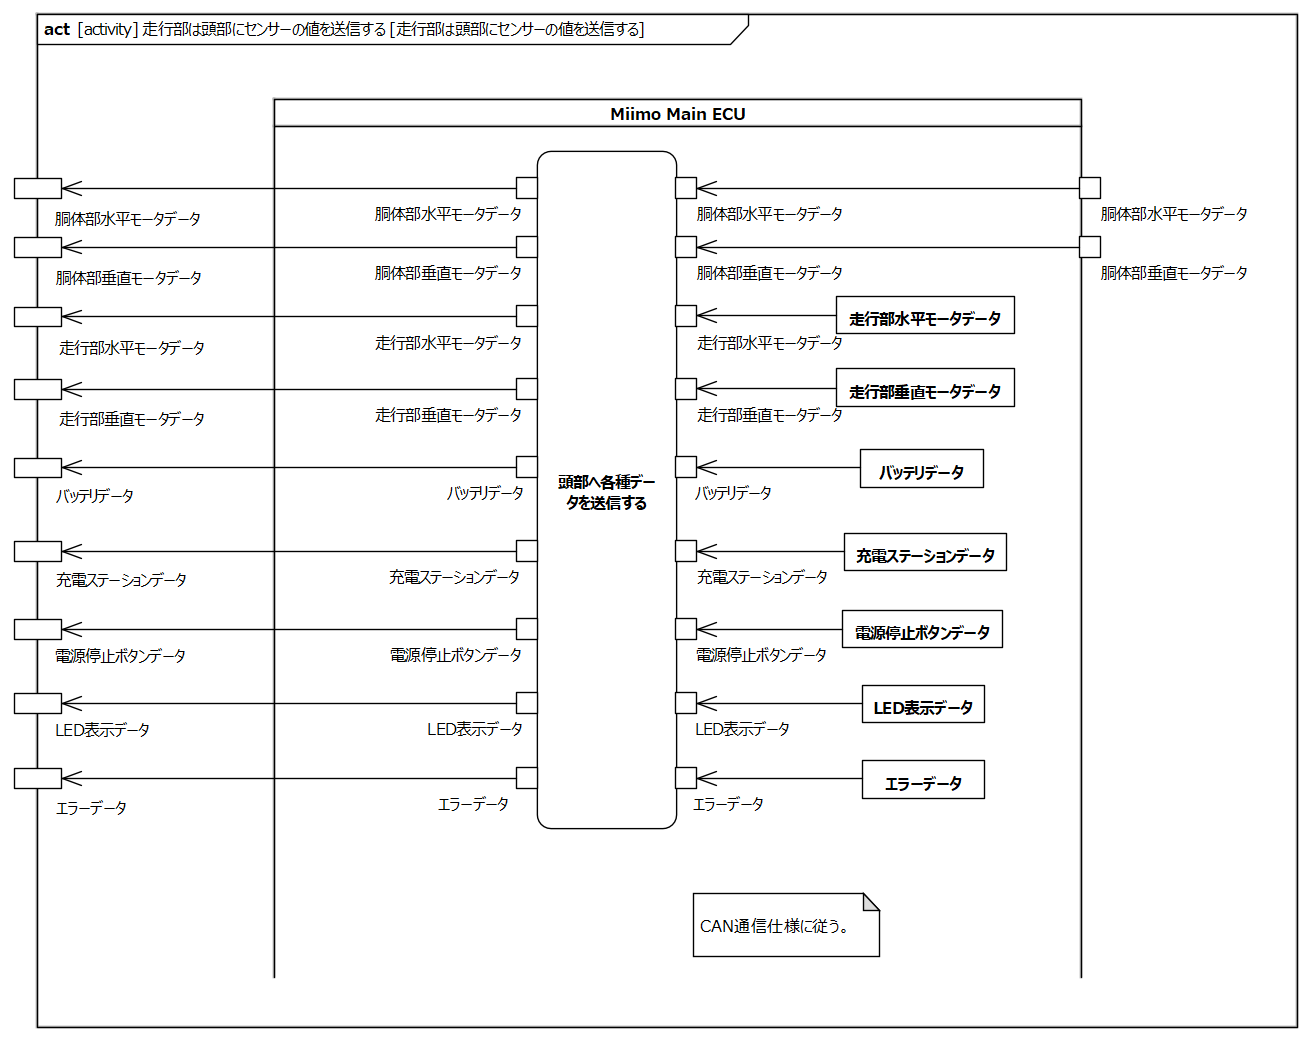 act [activity] 走行部は頭部にセンサーの値を送信する [走行部は頭部にセンサーの値を送信する]
Miimo Main ECU
胴体部水平モータデータ
胴体部水平モータデータ
胴体部水平モータデータ
胴体部水平モータデータ
胴体部垂直モータデータ
胴体部垂直モータデータ
胴体部垂直モータデータ
胴体部垂直モータデータ
走行部水平モータデータ
走行部水平モータデータ
走行部水平モータデータ
走行部水平モータデータ
走行部垂直モータデータ
走行部垂直モータデータ
走行部垂直モータデータ
走行部垂直モータデータ
頭部へ各種デー
タを送信する
バッテリデータ
バッテリデータ
バッテリデータ
バッテリデータ
充電ステーションデータ
充電ステーションデータ
充電ステーションデータ
充電ステーションデータ
電源停止ボタンデータ
電源停止ボタンデータ
電源停止ボタンデータ
電源停止ボタンデータ
LED表示データ
LED表示データ
LED表示データ
LED表示データ
エラーデータ
エラーデータ
エラーデータ
エラーデータ
CAN通信仕様に従う。